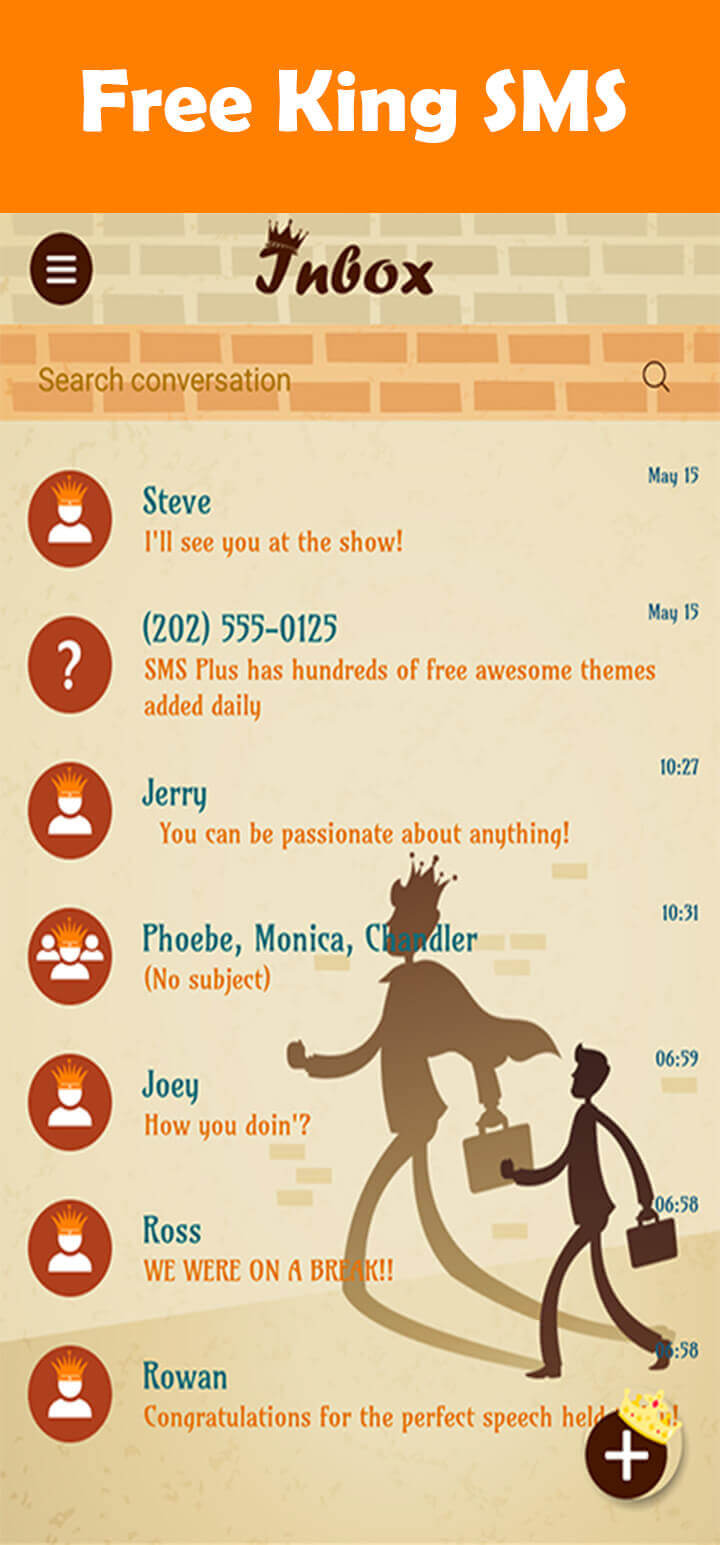 Free King SMS
Inbox
Search conversation
May 15
Steve
I'll see you at the show!
May 15
(202) 555-0125
SMS Plus has hundreds of free awesome themes
added daily
10:27
Jerry
You can be passionate about anything!
10:31
Phoebe, Monica, Chandler
(No subject)
06:59
Joey
How you doin'?
06:58
Ross
WE WERE ON A BREAK!!
06:58
Rowan
Congratulations for the perfect speech held